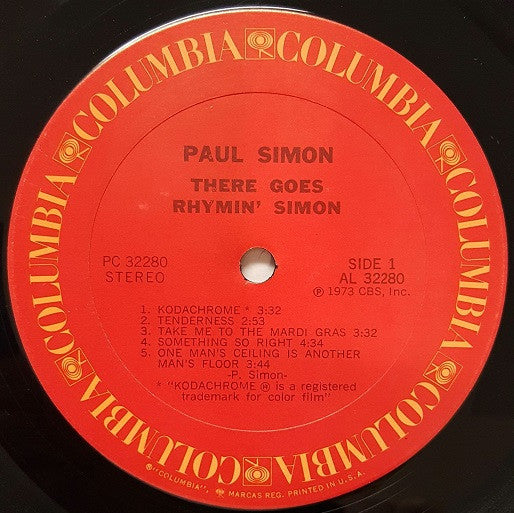 COLUMBIA COLUMBIA COLUMBIA COLUMBIA COLUMBIA COLUMBIA
PAUL SIMON
THERE GOES
RHYMIN' SIMON
PC 32280
STEREO
SIDE 1
AL 32280
Ⓟ 1973 CBS, Inc.
1. KODACHROME * 3:32
2. TENDERNESS 2:53
3. TAKE ME TO THE MARDI GRAS 3:32
4. SOMETHING SO RIGHT 4:34
5. ONE MAN'S CEILING IS ANOTHER
MAN'S FLOOR 3:44
-P. Simon-
* "KODACHROME ® is a registered
trademark for color film"
® "COLUMBIA", MARCAS REG. PRINTED IN U.S.A.